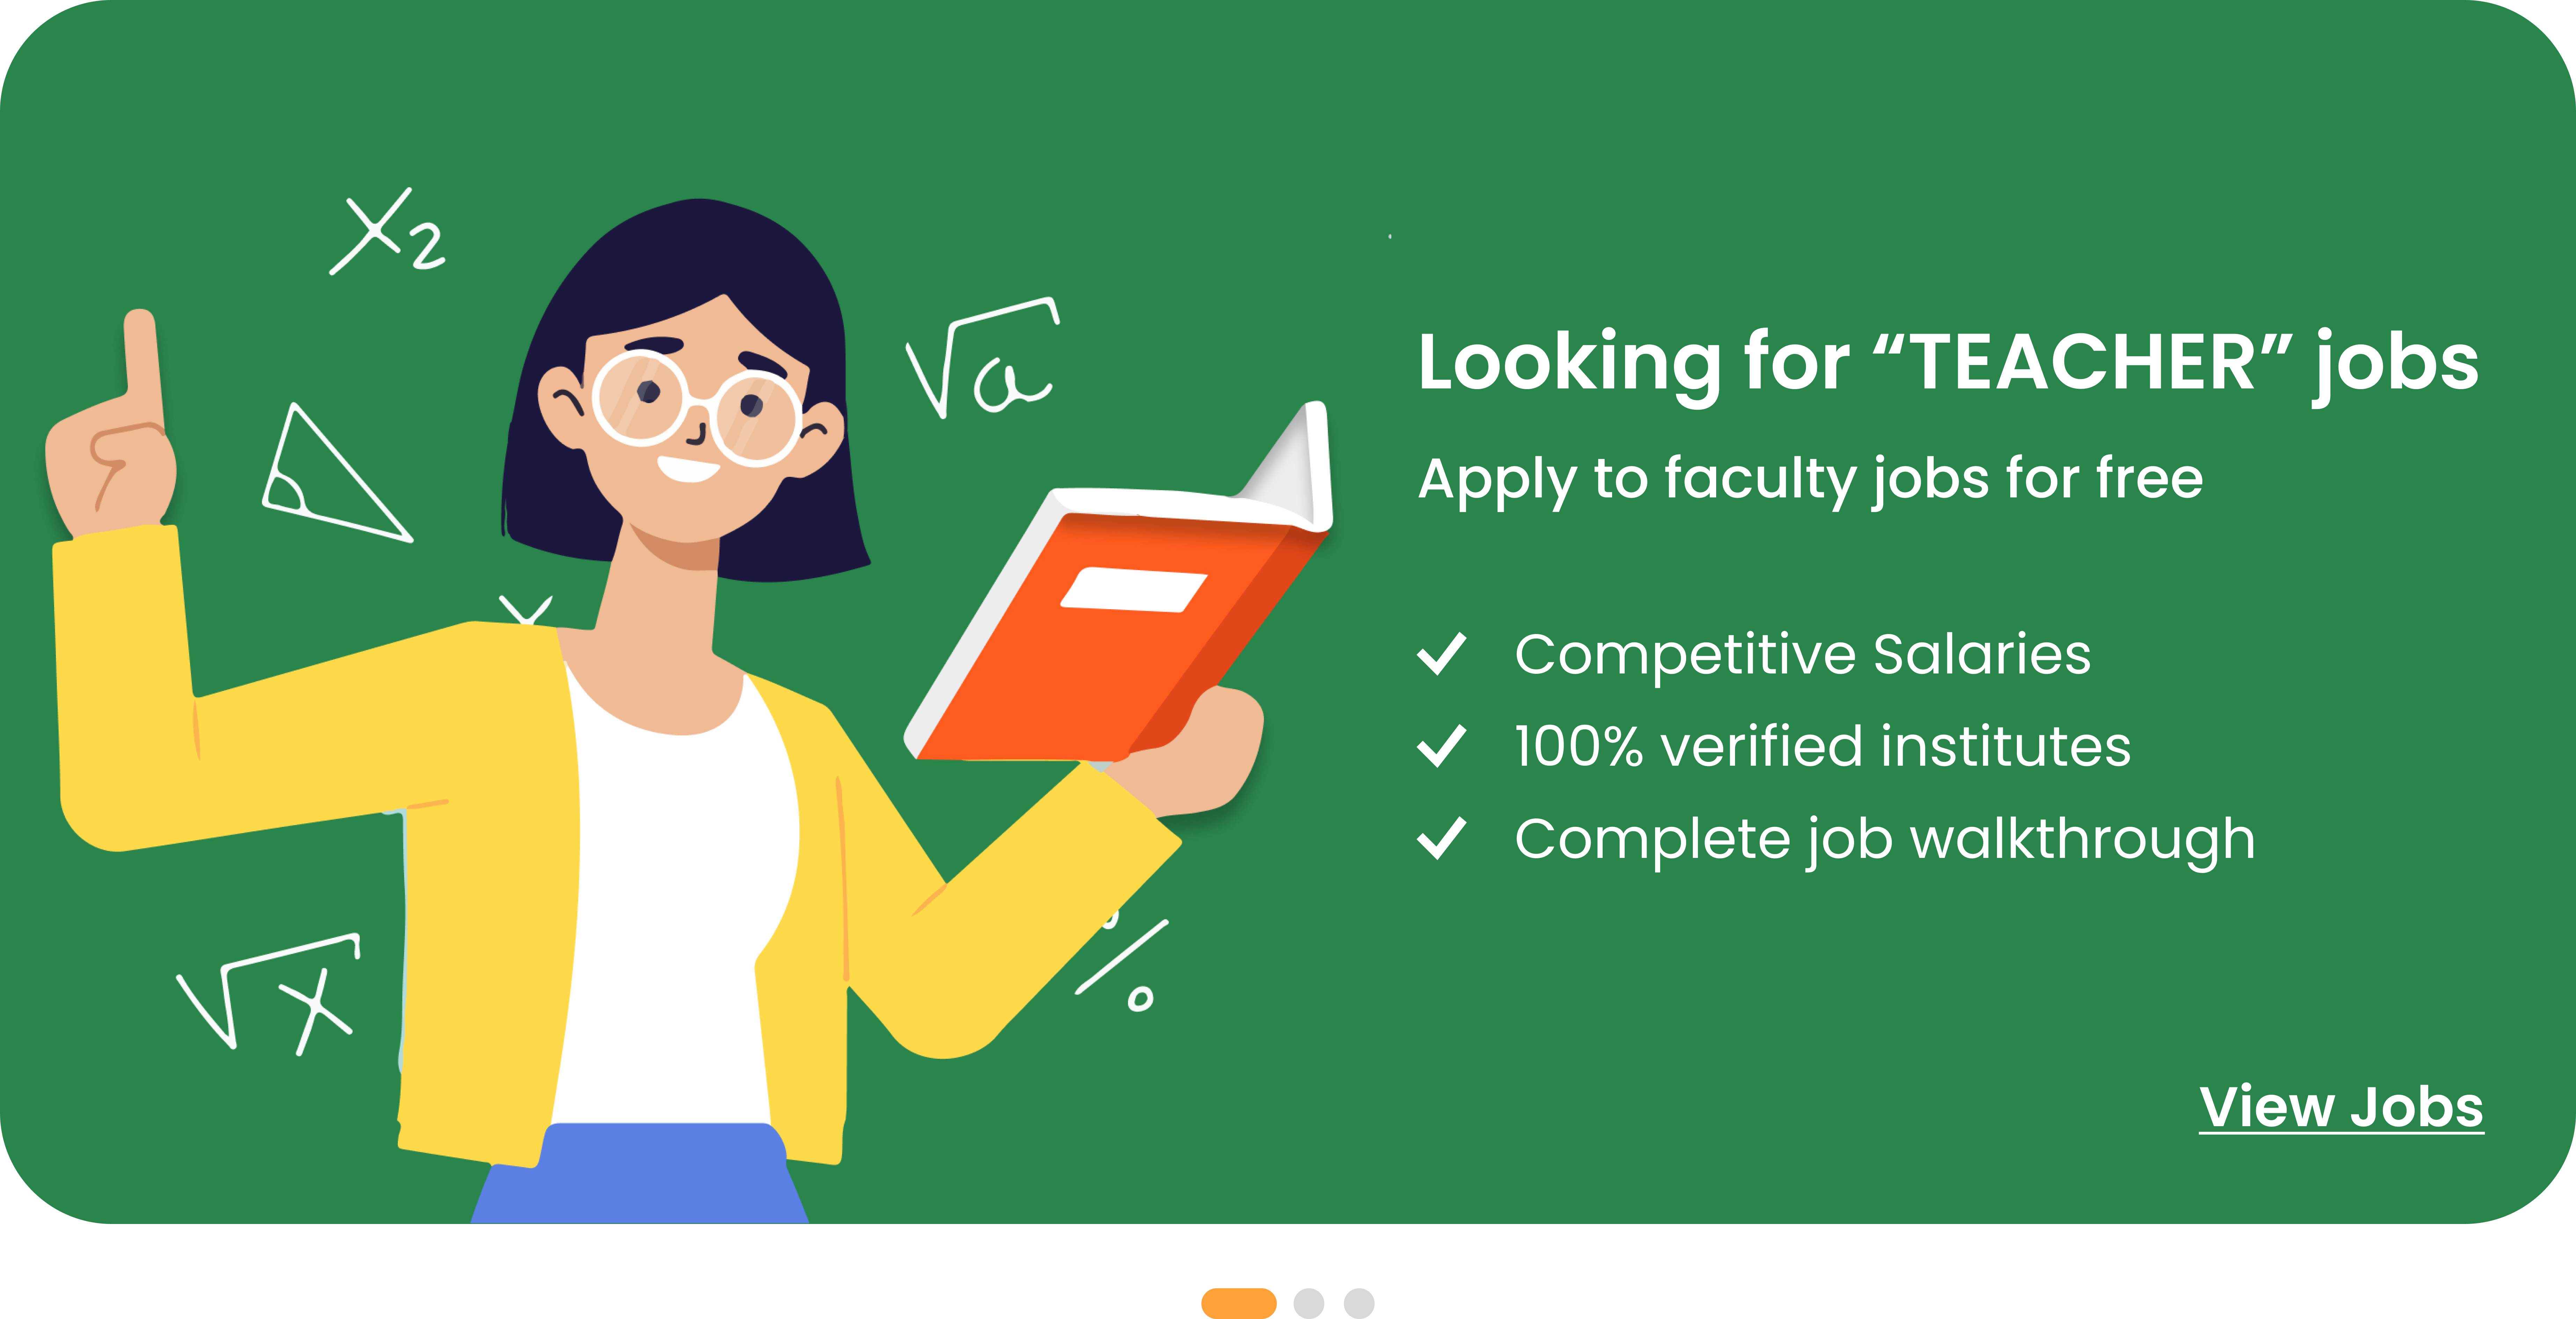 X2
√a
x
√x
%
Looking for “TEACHER” jobs
Apply to faculty jobs for free
Competitive Salaries
100% verified institutes
Complete job walkthrough
View Jobs